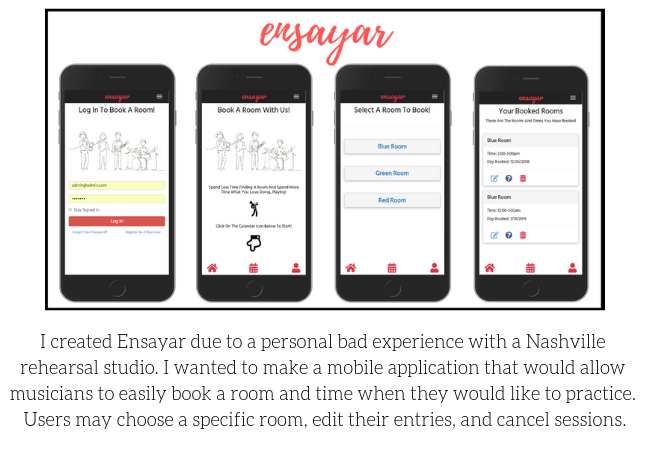 ensayar
ensayar
Log In To Book A Room!
admin@admin.com
Stay Signed In
Log In
Forgot Your Password?
Register As A New User
ensayar
Book A Room With Us!
Spend Less Time Finding A Room And Spend More
Time What You Love Doing...Playing!
Click On The Calendar Icon Below To Start!
ensayar
Select A Room To Book!
Blue Room
Green Room
Red Room
ensayar
Your Booked Rooms
These Are The Rooms And Times You Have Booked!
Blue Room
Time: 2:00-3:00pm
Day Booked: 12/25/2019
Blue Room
Day Booked: 1/15/2019
I created Ensayar due to a personal bad experience with a Nashville
rehearsal studio. I wanted to make a mobile application that would allow
musicians to easily book a room and time when they would like to practice.
Users may choose a specific room, edit their entries, and cancel sessions.